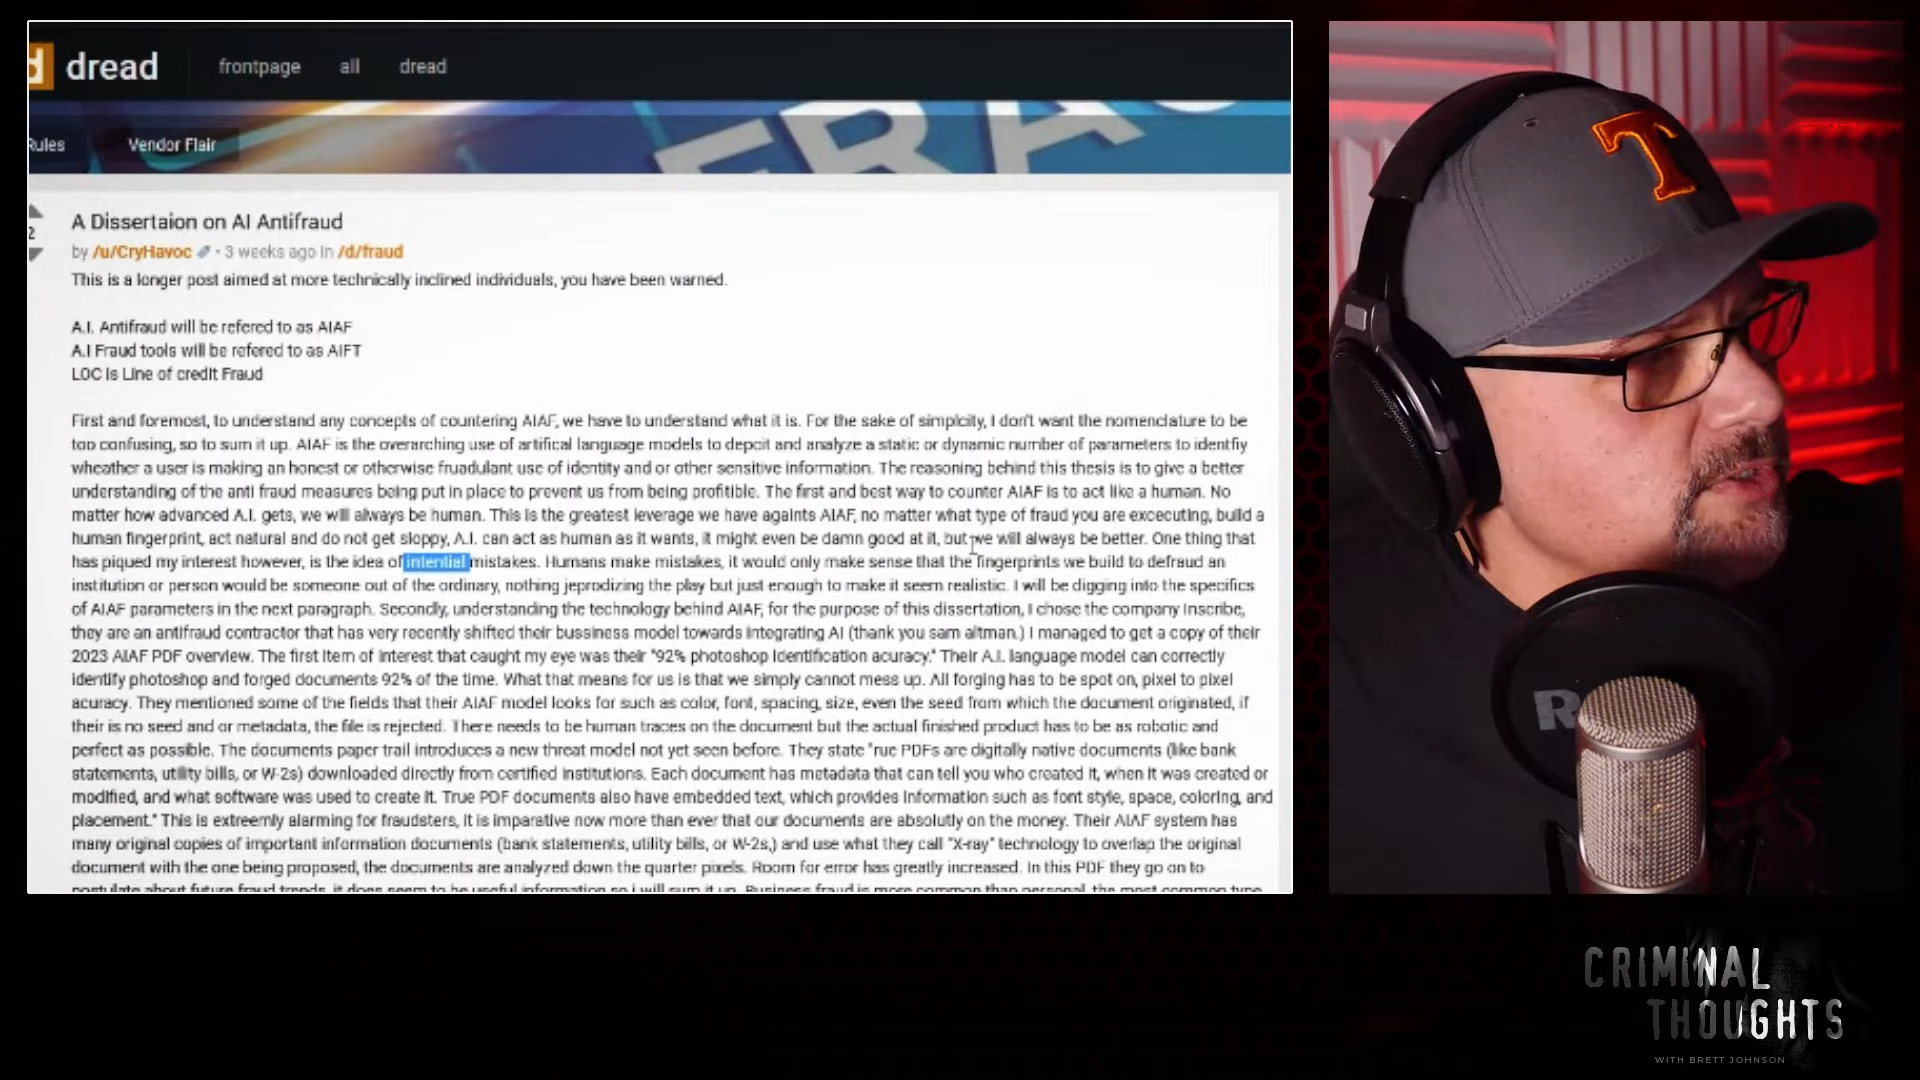 d dread frontpage all dread
FRAU
Rules Vendor Flair
A Dissertaion on AI Antifraud
2
by /u/CryHavoc · 3 weeks ago in /d/fraud
This is a longer post aimed at more technically inclined individuals, you have been warned.
A.I. Antifraud will be refered to as AIAF
A.I Fraud tools will be refered to as AIFT
LOC is Line of credit Fraud
First and foremost, to understand any concepts of countering AIAF, we have to understand what it is. For the sake of simplcity, I don't want the nomenclature to be
too confusing, so to sum it up. AIAF is the overarching use of artifical language models to depcit and analyze a static or dynamic number of parameters to identfiy
wheather a user is making an honest or otherwise fruadulant use of identity and or other sensitive information. The reasoning behind this thesis is to give a better
understanding of the anti fraud measures being put in place to prevent us from being profitible. The first and best way to counter AIAF is to act like a human. No
matter how advanced A.I. gets, we will always be human. This is the greatest leverage we have againts AIAF, no matter what type of fraud you are excecuting, build a
human fingerprint, act natural and do not get sloppy, A.I. can act as human as it wants, it might even be damn good at it, but we will always be better. One thing that
has piqued my interest however, is the idea of intential mistakes. Humans make mistakes, it would only make sense that the fingerprints we build to defraud an
institution or person would be someone out of the ordinary, nothing jeprodizing the play but just enough to make it seem realistic. I will be digging into the specifics
of AIAF parameters in the next paragraph. Secondly, understanding the technology behind AIAF, for the purpose of this dissertation, I chose the company Inscribe,
they are an antifraud contractor that has very recently shifted their bussiness model towards integrating AI (thank you sam altman.) I managed to get a copy of their
2023 AIAF PDF overview. The first item of interest that caught my eye was their "92% photoshop identification acuracy." Their A.I. language model can correctly
identify photoshop and forged documents 92% of the time. What that means for us is that we simply cannot mess up. All forging has to be spot on, pixel to pixel
acuracy. They mentioned some of the fields that their AIAF model looks for such as color, font, spacing, size, even the seed from which the document originated, if
their is no seed and or metadata, the file is rejected. There needs to be human traces on the document but the actual finished product has to be as robotic and
perfect as possible. The documents paper trail introduces a new threat model not yet seen before. They state "rue PDFs are digitally native documents (like bank
statements, utility bills, or W-2s) downloaded directly from certified institutions. Each document has metadata that can tell you who created it, when it was created or
modified, and what software was used to create it. True PDF documents also have embedded text, which provides information such as font style, space, coloring, and
placement." This is extreemly alarming for fraudsters, it is imparative now more than ever that our documents are absolutly on the money. Their AIAF system has
many original copies of important information documents (bank statements, utility bills, or W-2s,) and use what they call "X-ray" technology to overlap the original
document with the one being proposed, the documents are analyzed down the quarter pixels. Room for error has greatly increased. In this PDF they go on to
postulate about future fraud trends, it does seem to be useful information so i will sum it up. Business fraud is more common than personal, the most common type
T
CRIMINAL
THOUGHTS
WITH BRETT JOHNSON